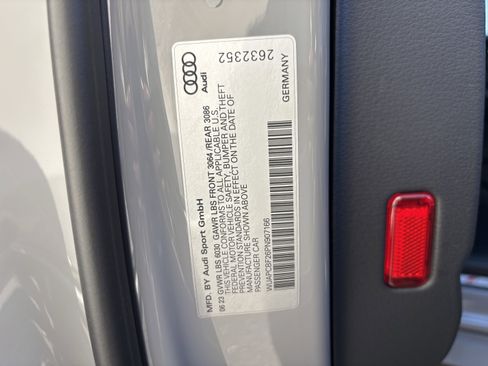 Audi
2632352
GERMANY
MFD. BY Audi Sport GmbH
06 23 GVWR LBS 6030 GAWR LBS FRONT 3064 /REAR 3086
THIS VEHICLE CONFORMS TO ALL APPLICABLE U.S.
FEDERAL MOTOR VEHICLE SAFETY, BUMPER AND THEFT
PREVENTION STANDARDS IN EFFECT ON THE DATE OF
MANUFACTURE SHOWN ABOVE
PASSENGER CAR
WUAPCBF26PN907166